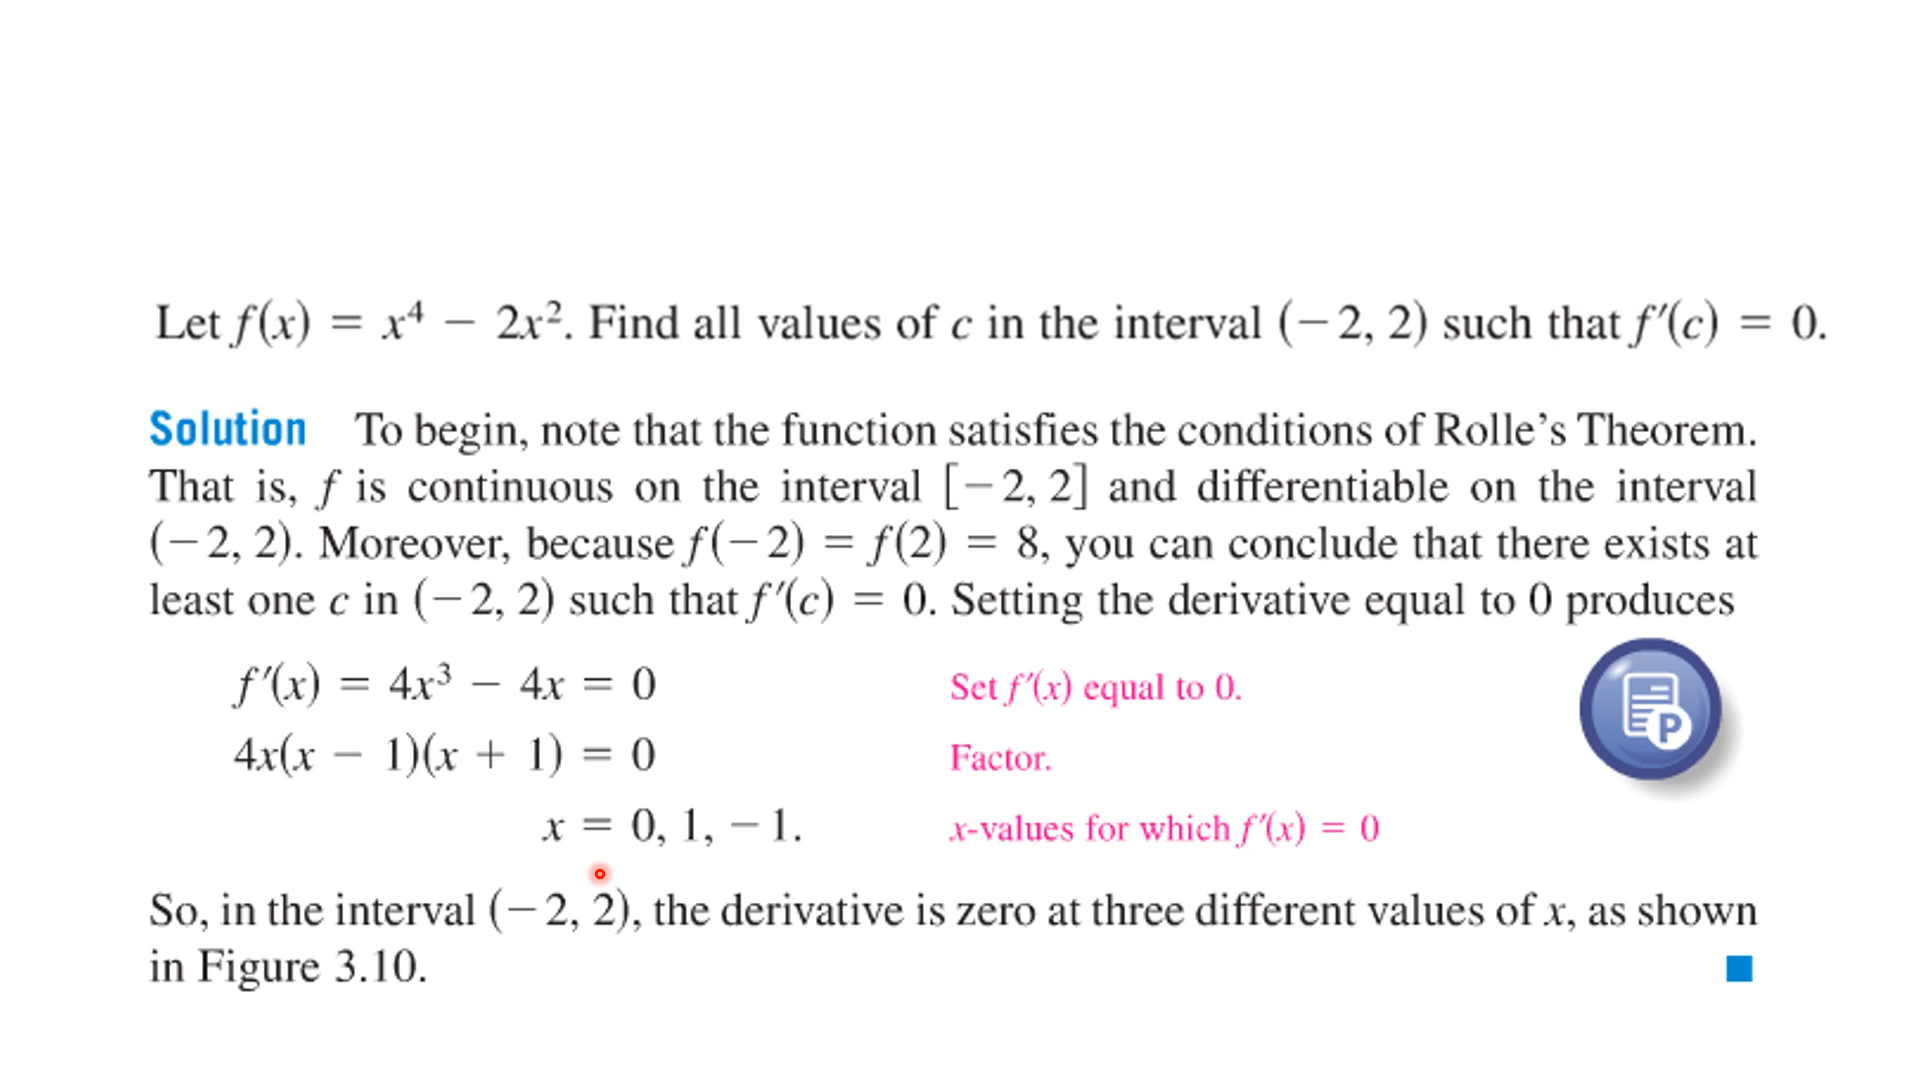 Let f(x) = x⁴ − 2x². Find all values of c in the interval (−2, 2) such that f′(c) = 0.
Solution To begin, note that the function satisfies the conditions of Rolle’s Theorem.
That is, f is continuous on the interval [−2, 2] and differentiable on the interval
(−2, 2). Moreover, because f(−2) = f(2) = 8, you can conclude that there exists at
least one c in (−2, 2) such that f′(c) = 0. Setting the derivative equal to 0 produces
f′(x) = 4x³ − 4x = 0 Set f′(x) equal to 0.
4x(x − 1)(x + 1) = 0 Factor.
x = 0, 1, −1. x-values for which f′(x) = 0
P
So, in the interval (−2, 2), the derivative is zero at three different values of x, as shown
in Figure 3.10.